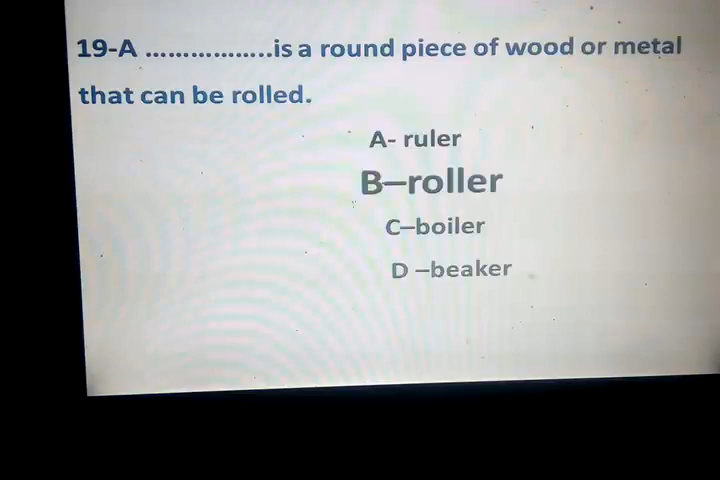 19-A .................is a round piece of wood or metal
that can be rolled.
A- ruler
B–roller
C–boiler
D –beaker